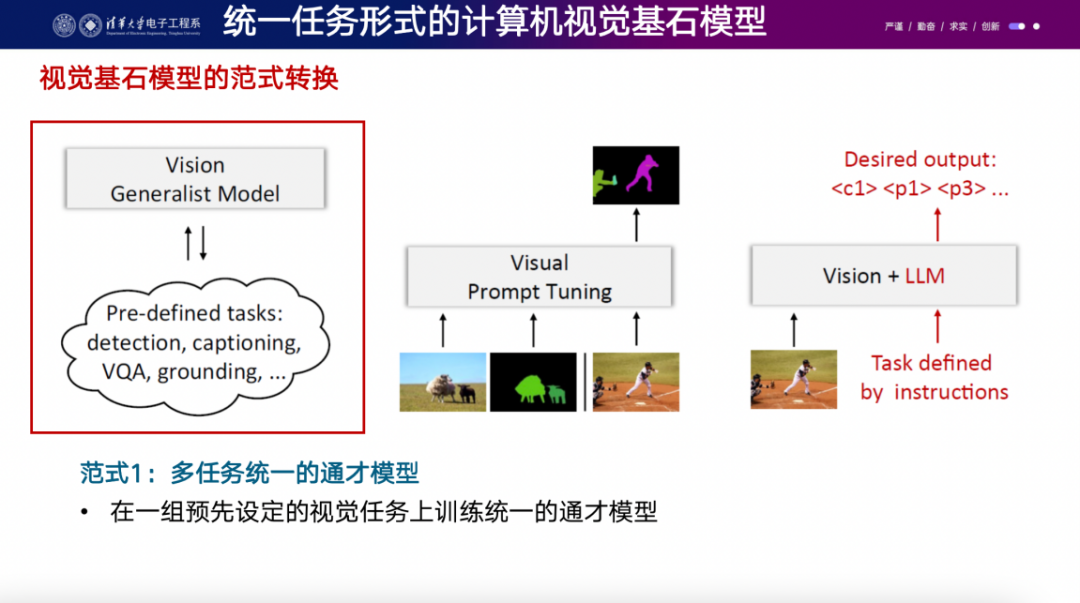 清华大学电子工程系
Department of Electronic Engineering, Tsinghua University
统一任务形式的计算机视觉基石模型
严谨 / 勤奋 / 求实 / 创新
视觉基石模型的范式转换
Vision
Generalist Model
Pre-defined tasks:
detection, captioning,
VQA, grounding, ...
Visual
Prompt Tuning
Desired output:
<c1> <p1> <p3> ...
Vision + LLM
Task defined
by instructions
范式1：多任务统一的通才模型
• 在一组预先设定的视觉任务上训练统一的通才模型